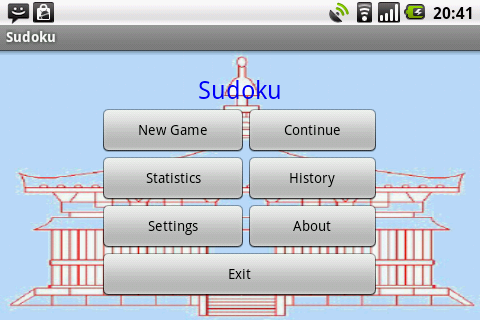 20:41
Sudoku
Sudoku
New Game Continue
Statistics History
Settings About
Exit